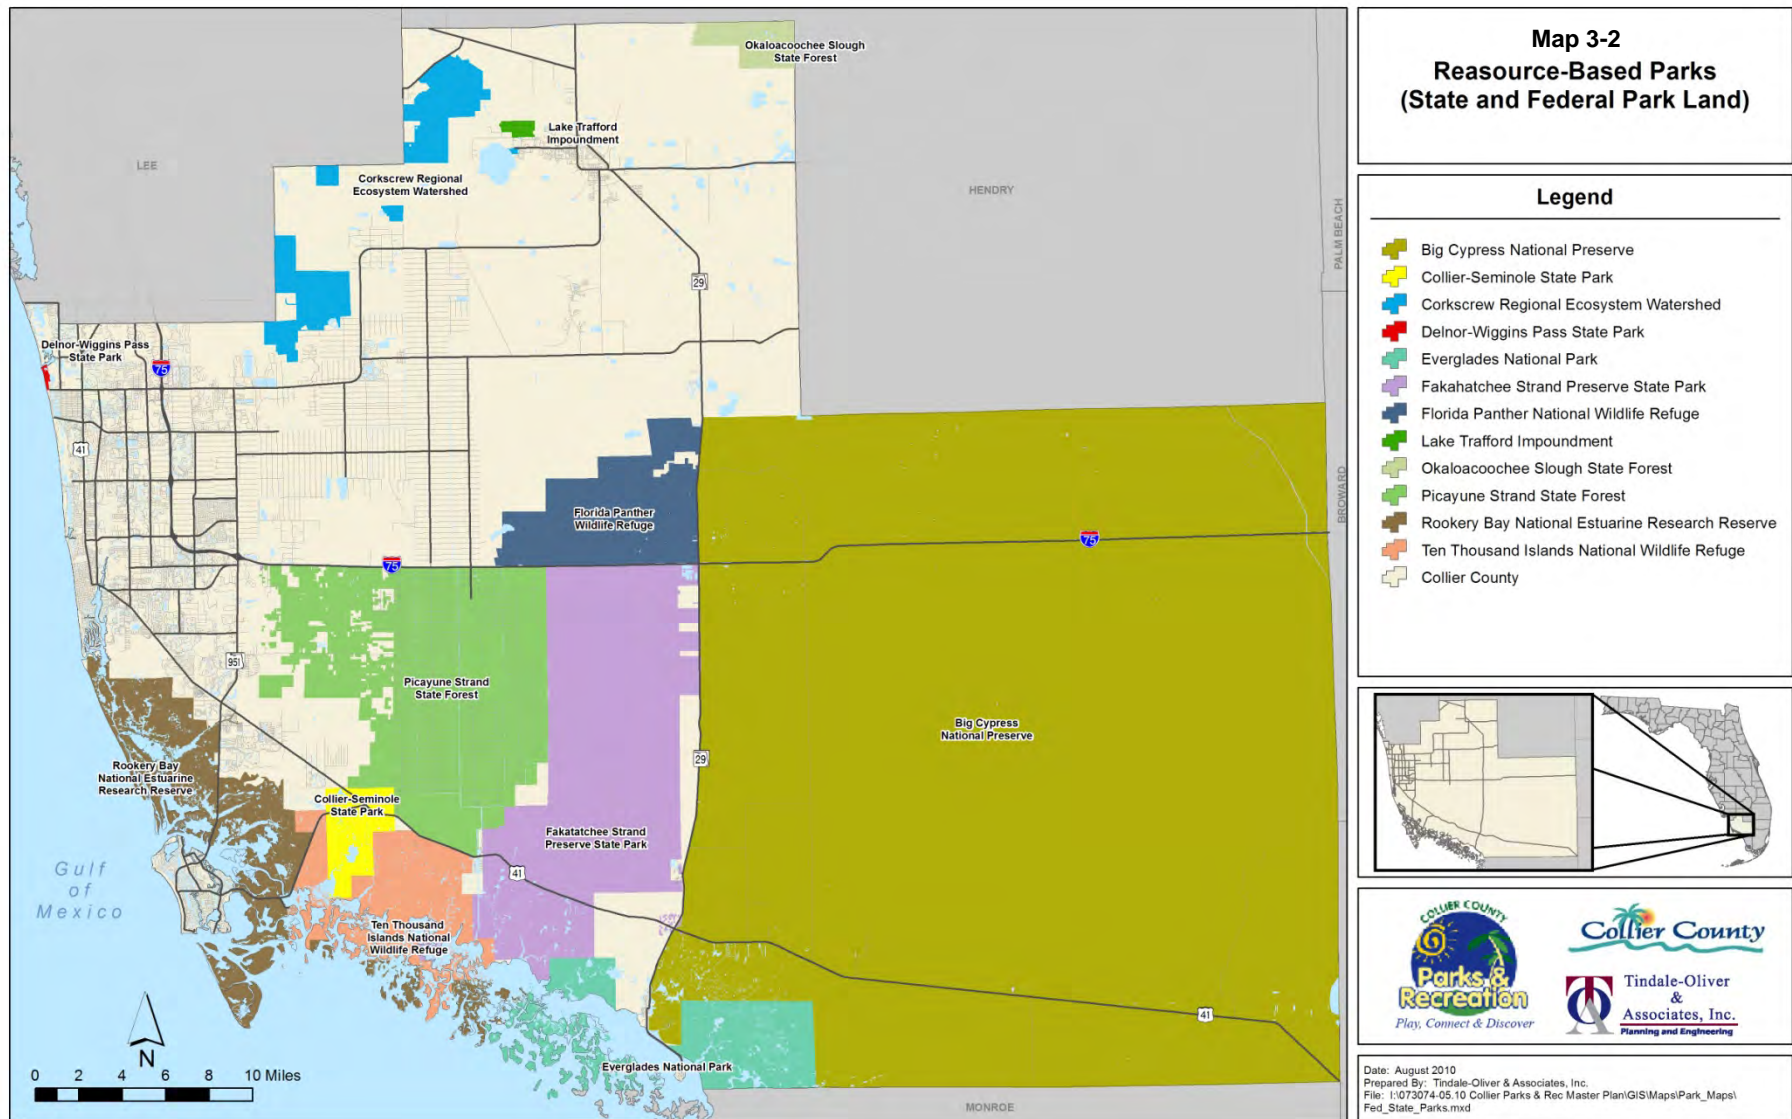 Map 3-2
Reasource-Based Parks
(State and Federal Park Land)
Legend
Big Cypress National Preserve
Collier-Seminole State Park
Corkscrew Regional Ecosystem Watershed
Delnor-Wiggins Pass State Park
Everglades National Park
Fakahatchee Strand Preserve State Park
Florida Panther National Wildlife Refuge
Lake Trafford Impoundment
Okaloacoochee Slough State Forest
Picayune Strand State Forest
Rookery Bay National Estuarine Research Reserve
Ten Thousand Islands National Wildlife Refuge
Collier County
Okaloacoochee Slough
State Forest
Lake Trafford
Impoundment
LEE
Corkscrew Regional
Ecosystem Watershed
HENDRY
PALM BEACH
29
Delnor-Wiggins Pass
State Park
75
41
BROWARD
Florida Panther
Wildlife Refuge
75
75
951
Picayune Strand
State Forest
Big Cypress
National Preserve
29
Rookery Bay
National Estuarine
Research Reserve
Collier-Seminole
State Park
Fakatatchee Strand
Preserve State Park
41
Gulf
of
Mexico
Ten Thousand
Islands National
Wildlife Refuge
41
Everglades National Park
MONROE
N
0 2 4 6 8 10 Miles
COLLIER COUNTY
Parks &
Recreation
Play, Connect & Discover
Collier County
TOA
Tindale-Oliver
&
Associates, Inc.
Planning and Engineering
Date: August 2010
Prepared By: Tindale-Oliver & Associates, Inc.
File: I:\073074-05.10 Collier Parks & Rec Master Plan\GIS\Maps\Park_Maps\
Fed_State_Parks.mxd